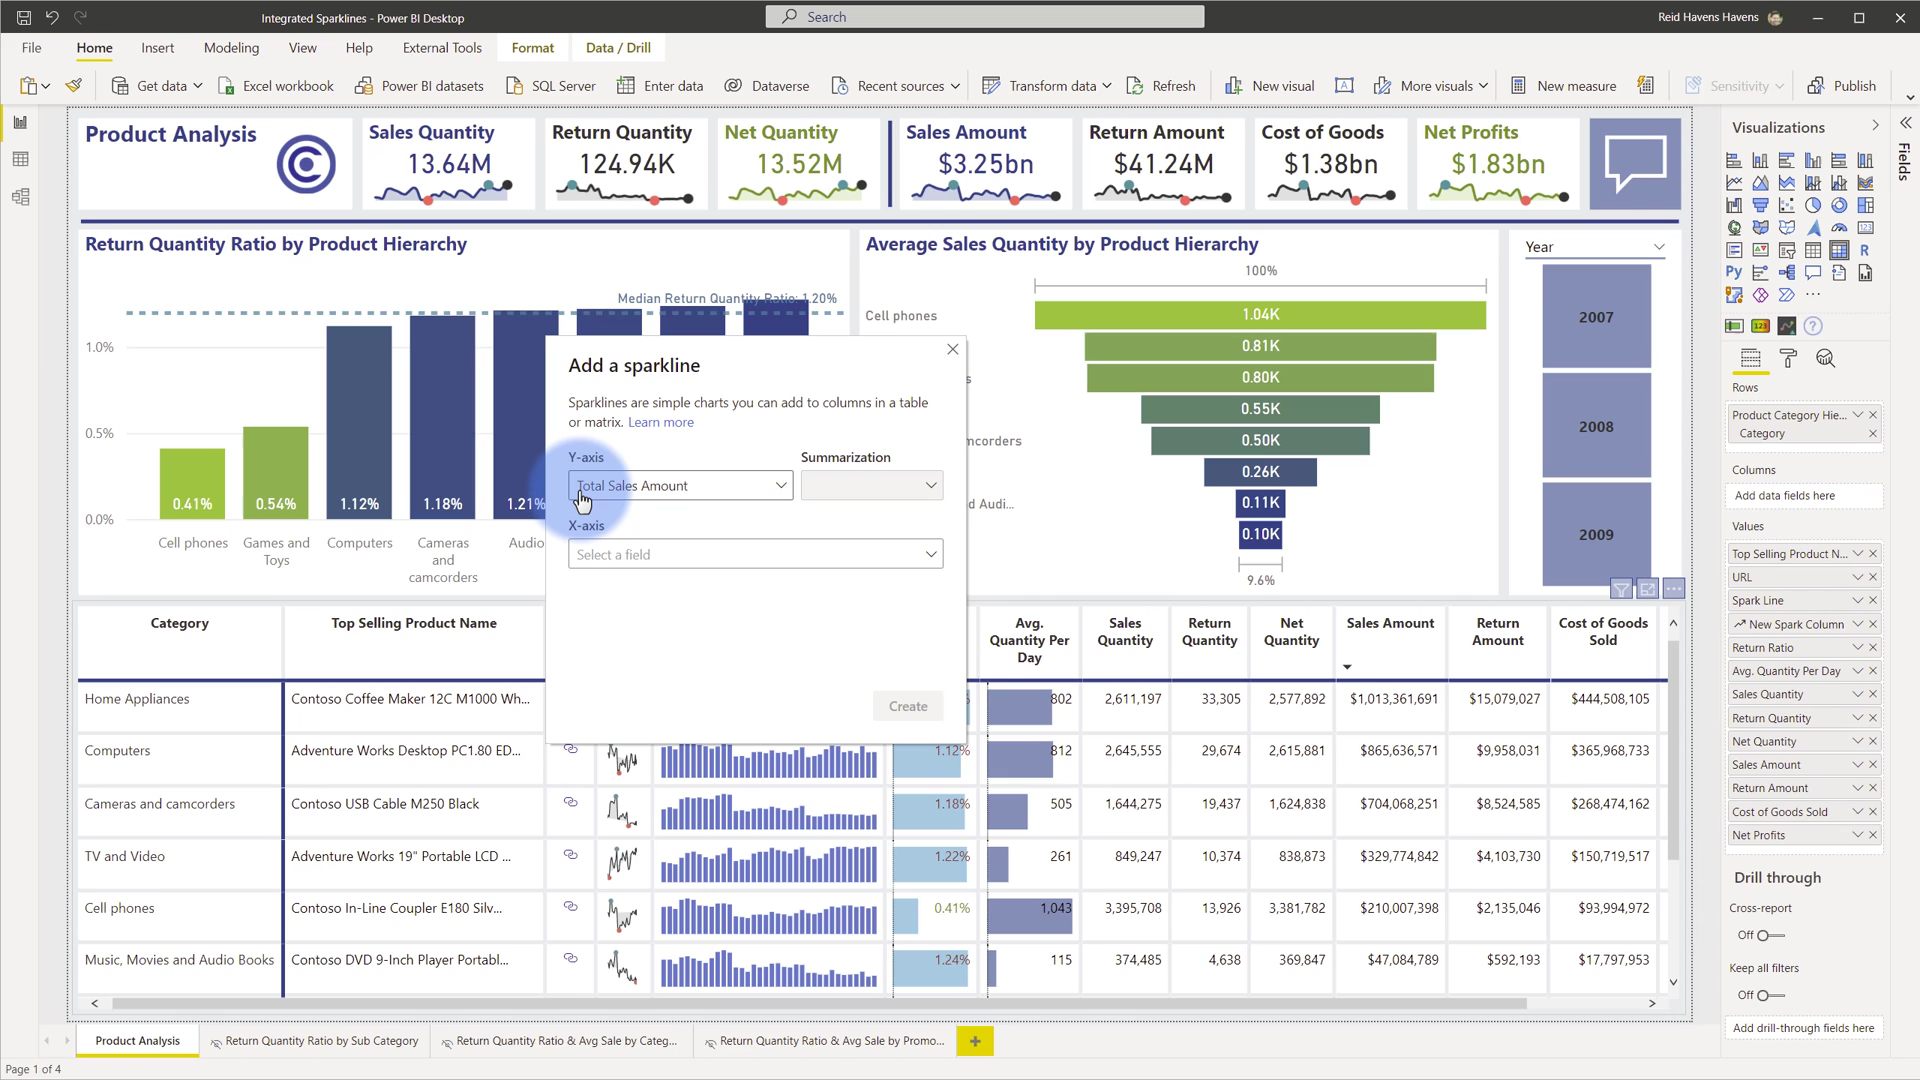 Integrated Sparklines - Power BI Desktop
Search
Reid Havens Havens
File
Home
Insert
Modeling
View
Help
External Tools
Format
Data / Drill
Get data
Excel workbook
Power BI datasets
SQL Server
Enter data
Dataverse
Recent sources
Transform data
Refresh
New visual
More visuals
New measure
Sensitivity
Publish
Product Analysis
Sales Quantity
13.64M
Return Quantity
124.94K
Net Quantity
13.52M
Sales Amount
$3.25bn
Return Amount
$41.24M
Cost of Goods
$1.38bn
Net Profits
$1.83bn
Return Quantity Ratio by Product Hierarchy
Median Return Quantity Ratio: 1.20%
1.0%
0.5%
0.0%
0.41%
0.54%
1.12%
1.18%
1.21%
Cell phones
Games and
Toys
Computers
Cameras
and
camcorders
Audio
Average Sales Quantity by Product Hierarchy
100%
Cell phones
1.04K
0.81K
s
0.80K
0.55K
mcorders
0.50K
0.26K
d Audi...
0.11K
0.10K
9.6%
Year
2007
2008
2009
Add a sparkline
Sparklines are simple charts you can add to columns in a table
or matrix. Learn more
Y-axis
Summarization
Total Sales Amount
X-axis
Select a field
Create
Category
Top Selling Product Name
Avg.
Quantity Per
Day
Sales
Quantity
Return
Quantity
Net
Quantity
Sales Amount
Return
Amount
Cost of Goods
Sold
Home Appliances
Contoso Coffee Maker 12C M1000 Wh...
802
2,611,197
33,305
2,577,892
$1,013,361,691
$15,079,027
$444,508,105
Computers
Adventure Works Desktop PC1.80 ED...
1.12%
812
2,645,555
29,674
2,615,881
$865,636,571
$9,958,031
$365,968,733
Cameras and camcorders
Contoso USB Cable M250 Black
1.18%
505
1,644,275
19,437
1,624,838
$704,068,251
$8,524,585
$268,474,162
TV and Video
Adventure Works 19" Portable LCD ...
1.22%
261
849,247
10,374
838,873
$329,774,842
$4,103,730
$150,719,517
Cell phones
Contoso In-Line Coupler E180 Silv...
0.41%
1,043
3,395,708
13,926
3,381,782
$210,007,398
$2,135,046
$93,994,972
Music, Movies and Audio Books
Contoso DVD 9-Inch Player Portabl...
1.24%
115
374,485
4,638
369,847
$47,084,789
$592,193
$17,797,953
Product Analysis
Return Quantity Ratio by Sub Category
Return Quantity Ratio & Avg Sale by Categ...
Return Quantity Ratio & Avg Sale by Promo...
+
Page 1 of 4
Visualizations
Fields
R
Py
123
Rows
Product Category Hie...
Category
Columns
Add data fields here
Values
Top Selling Product N...
URL
Spark Line
New Spark Column
Return Ratio
Avg. Quantity Per Day
Sales Quantity
Return Quantity
Net Quantity
Sales Amount
Return Amount
Cost of Goods Sold
Net Profits
Drill through
Cross-report
Off
Keep all filters
Off
Add drill-through fields here